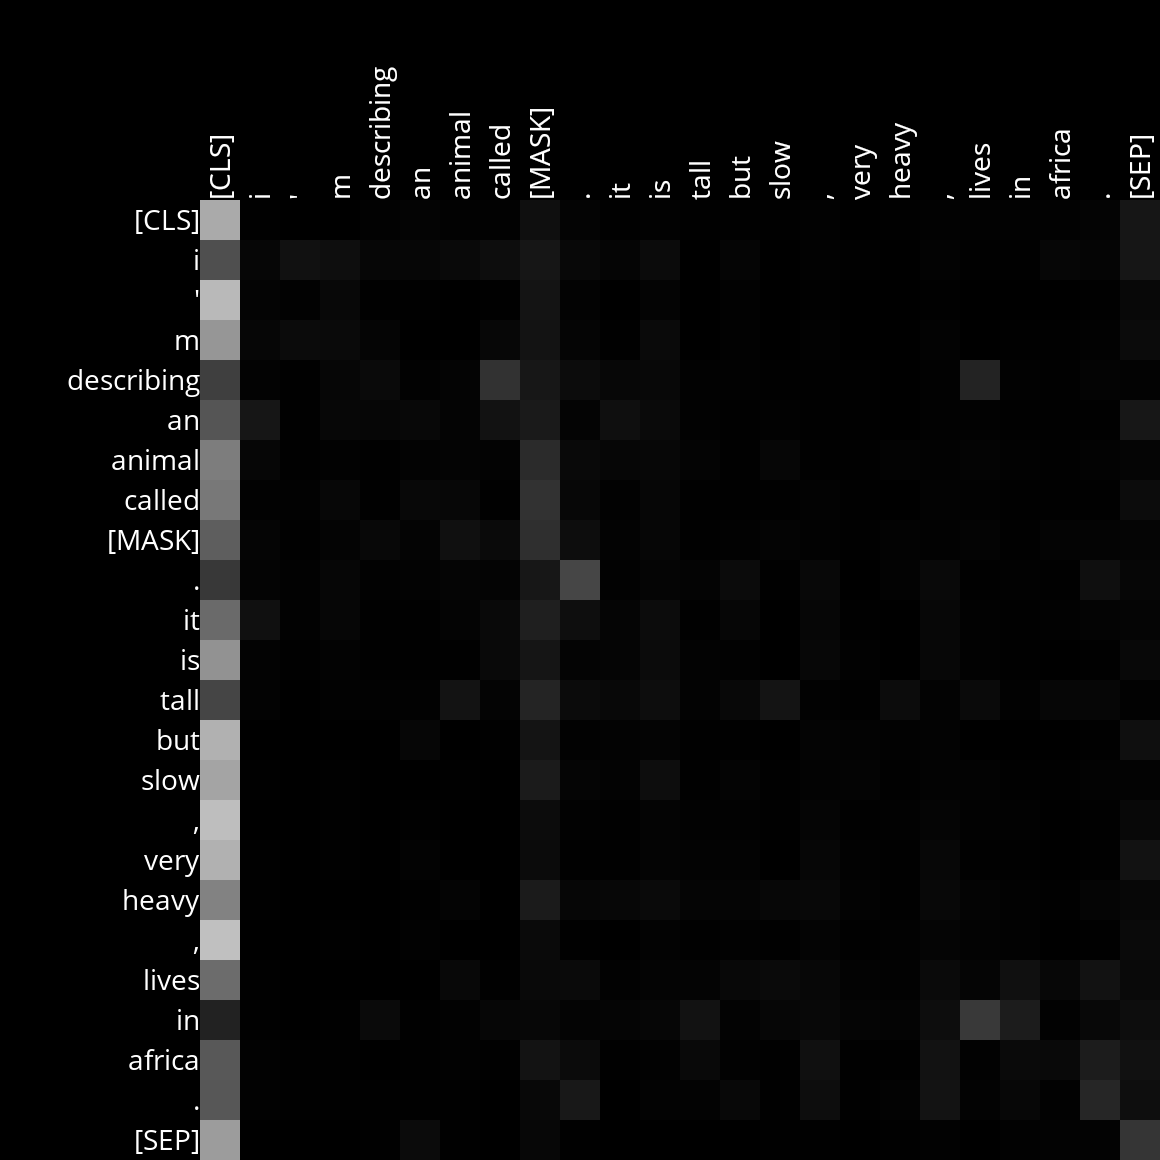 [CLS] i ' m describing an animal called [MASK] . it is tall but slow , very heavy , lives in africa . [SEP]
[CLS]
i
'
m
describing
an
animal
called
[MASK]
.
it
is
tall
but
slow
,
very
heavy
,
lives
in
africa
.
[SEP]